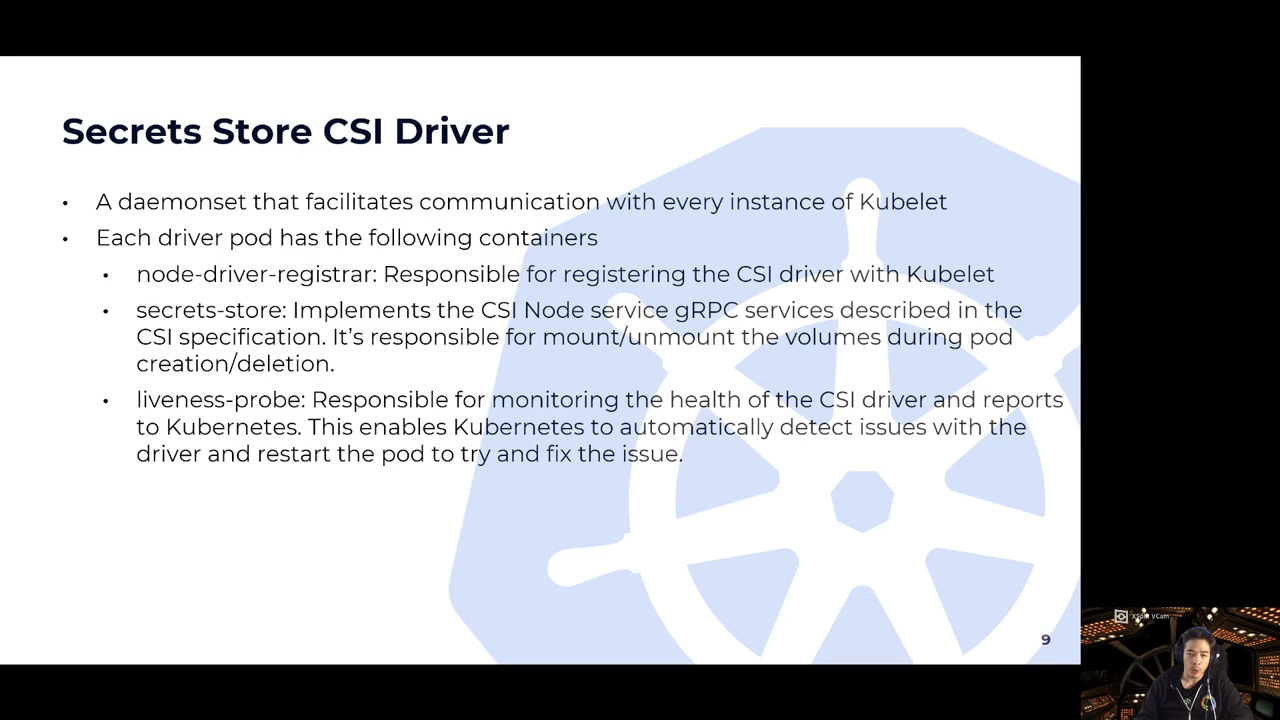 Secrets Store CSI Driver
• A daemonset that facilitates communication with every instance of Kubelet
• Each driver pod has the following containers
• node-driver-registrar: Responsible for registering the CSI driver with Kubelet
• secrets-store: Implements the CSI Node service gRPC services described in the
CSI specification. It’s responsible for mount/unmount the volumes during pod
creation/deletion.
• liveness-probe: Responsible for monitoring the health of the CSI driver and reports
to Kubernetes. This enables Kubernetes to automatically detect issues with the
driver and restart the pod to try and fix the issue.
9
XSplit VCam